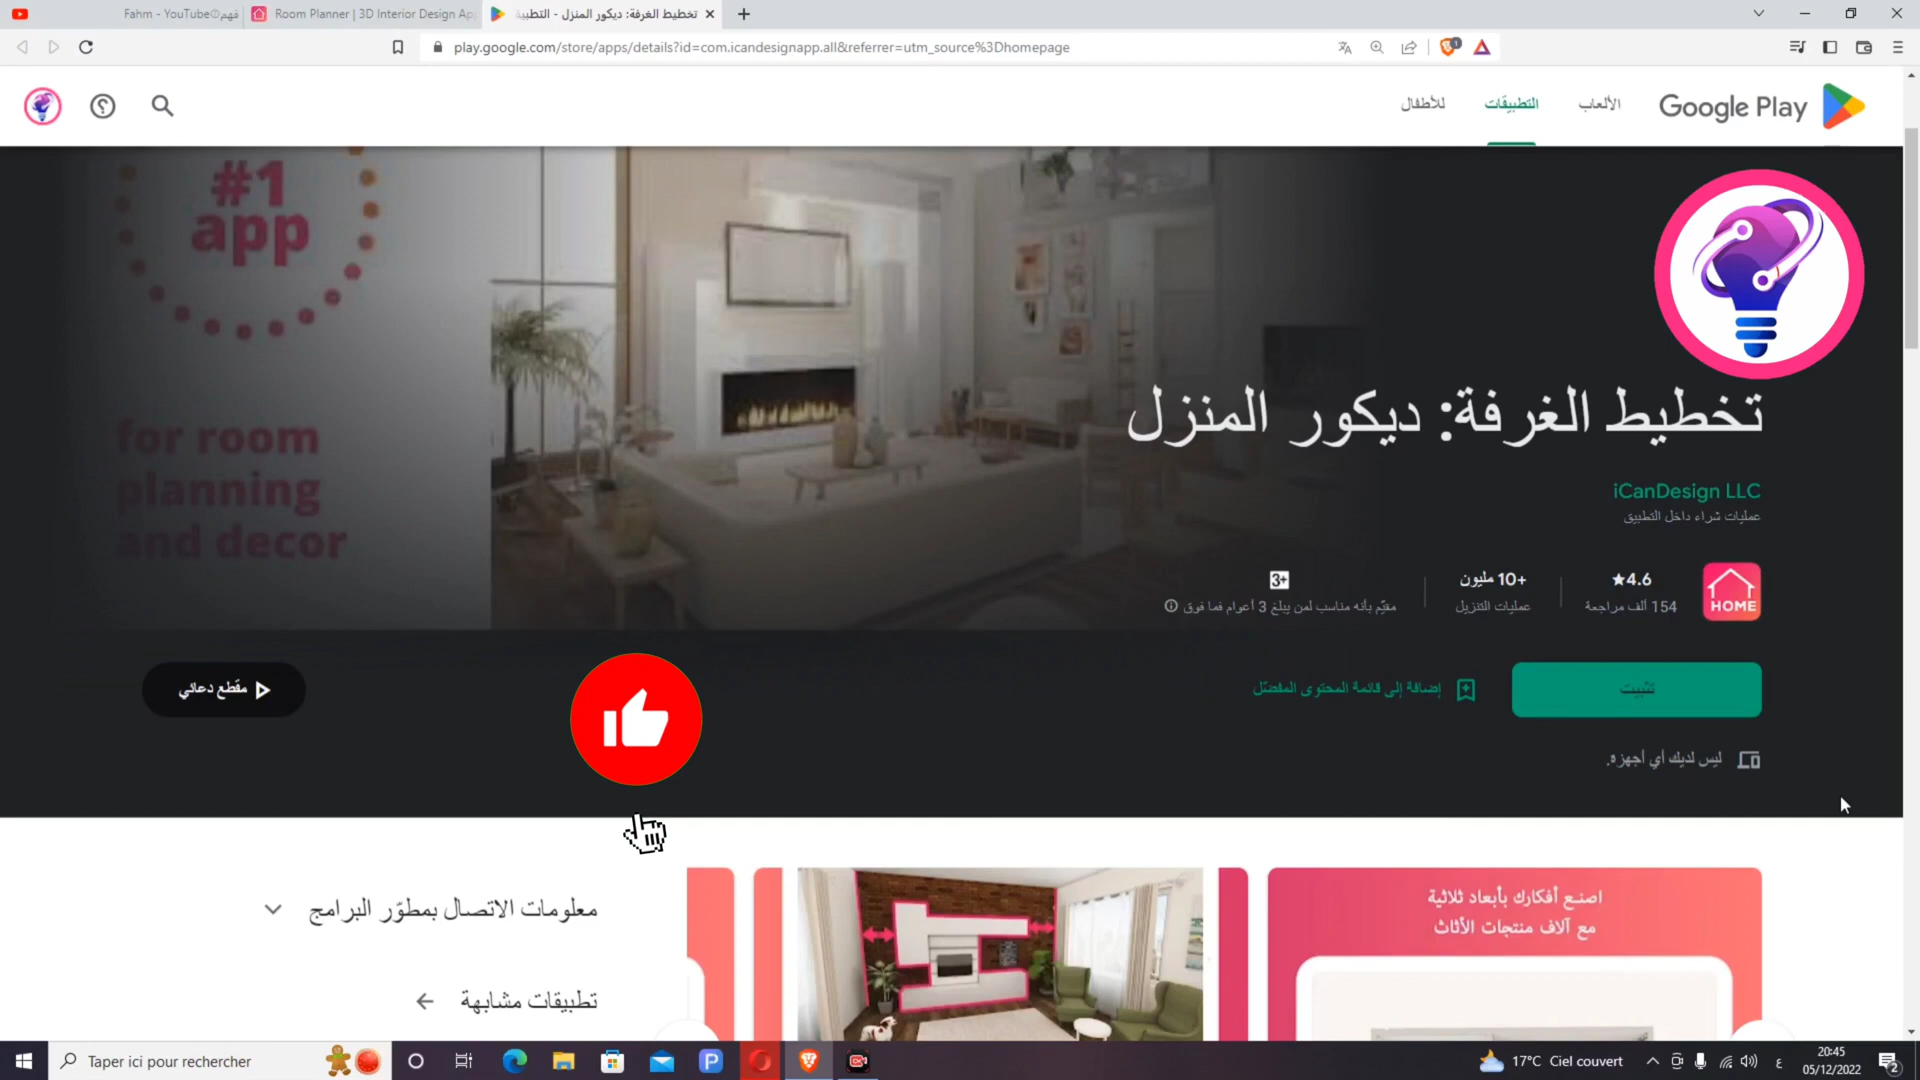 Fahm - YouTube فهم
Room Planner | 3D Interior Design Ap
تخطيط الغرفة: ديكور المنزل - التطبيق
play.google.com/store/apps/details?id=com.icandesignapp.all&referrer=utm_source%3Dhomepage
Google Play
الألعاب
التطبيقات
للأطفال
#1
app
for room
planning
and decor
تخطيط الغرفة: ديكور المنزل
iCanDesign LLC
عمليات شراء داخل التطبيق
HOME
4.6★
154 ألف مراجعة
+10 مليون
عمليات التنزيل
3+
مقيّم بأنه مناسب لمن يبلغ 3 أعوام فما فوق
تثبيت
إضافة إلى قائمة المحتوى المفضّل
مقطع دعائي
ليس لديك أي أجهزة.
معلومات الاتصال بمطوّر البرامج
تطبيقات مشابهة
اصنع أفكارك بأبعاد ثلاثية
مع آلاف منتجات الأثاث
Taper ici pour rechercher
17°C Ciel couvert
ع
20:45
05/12/2022
2